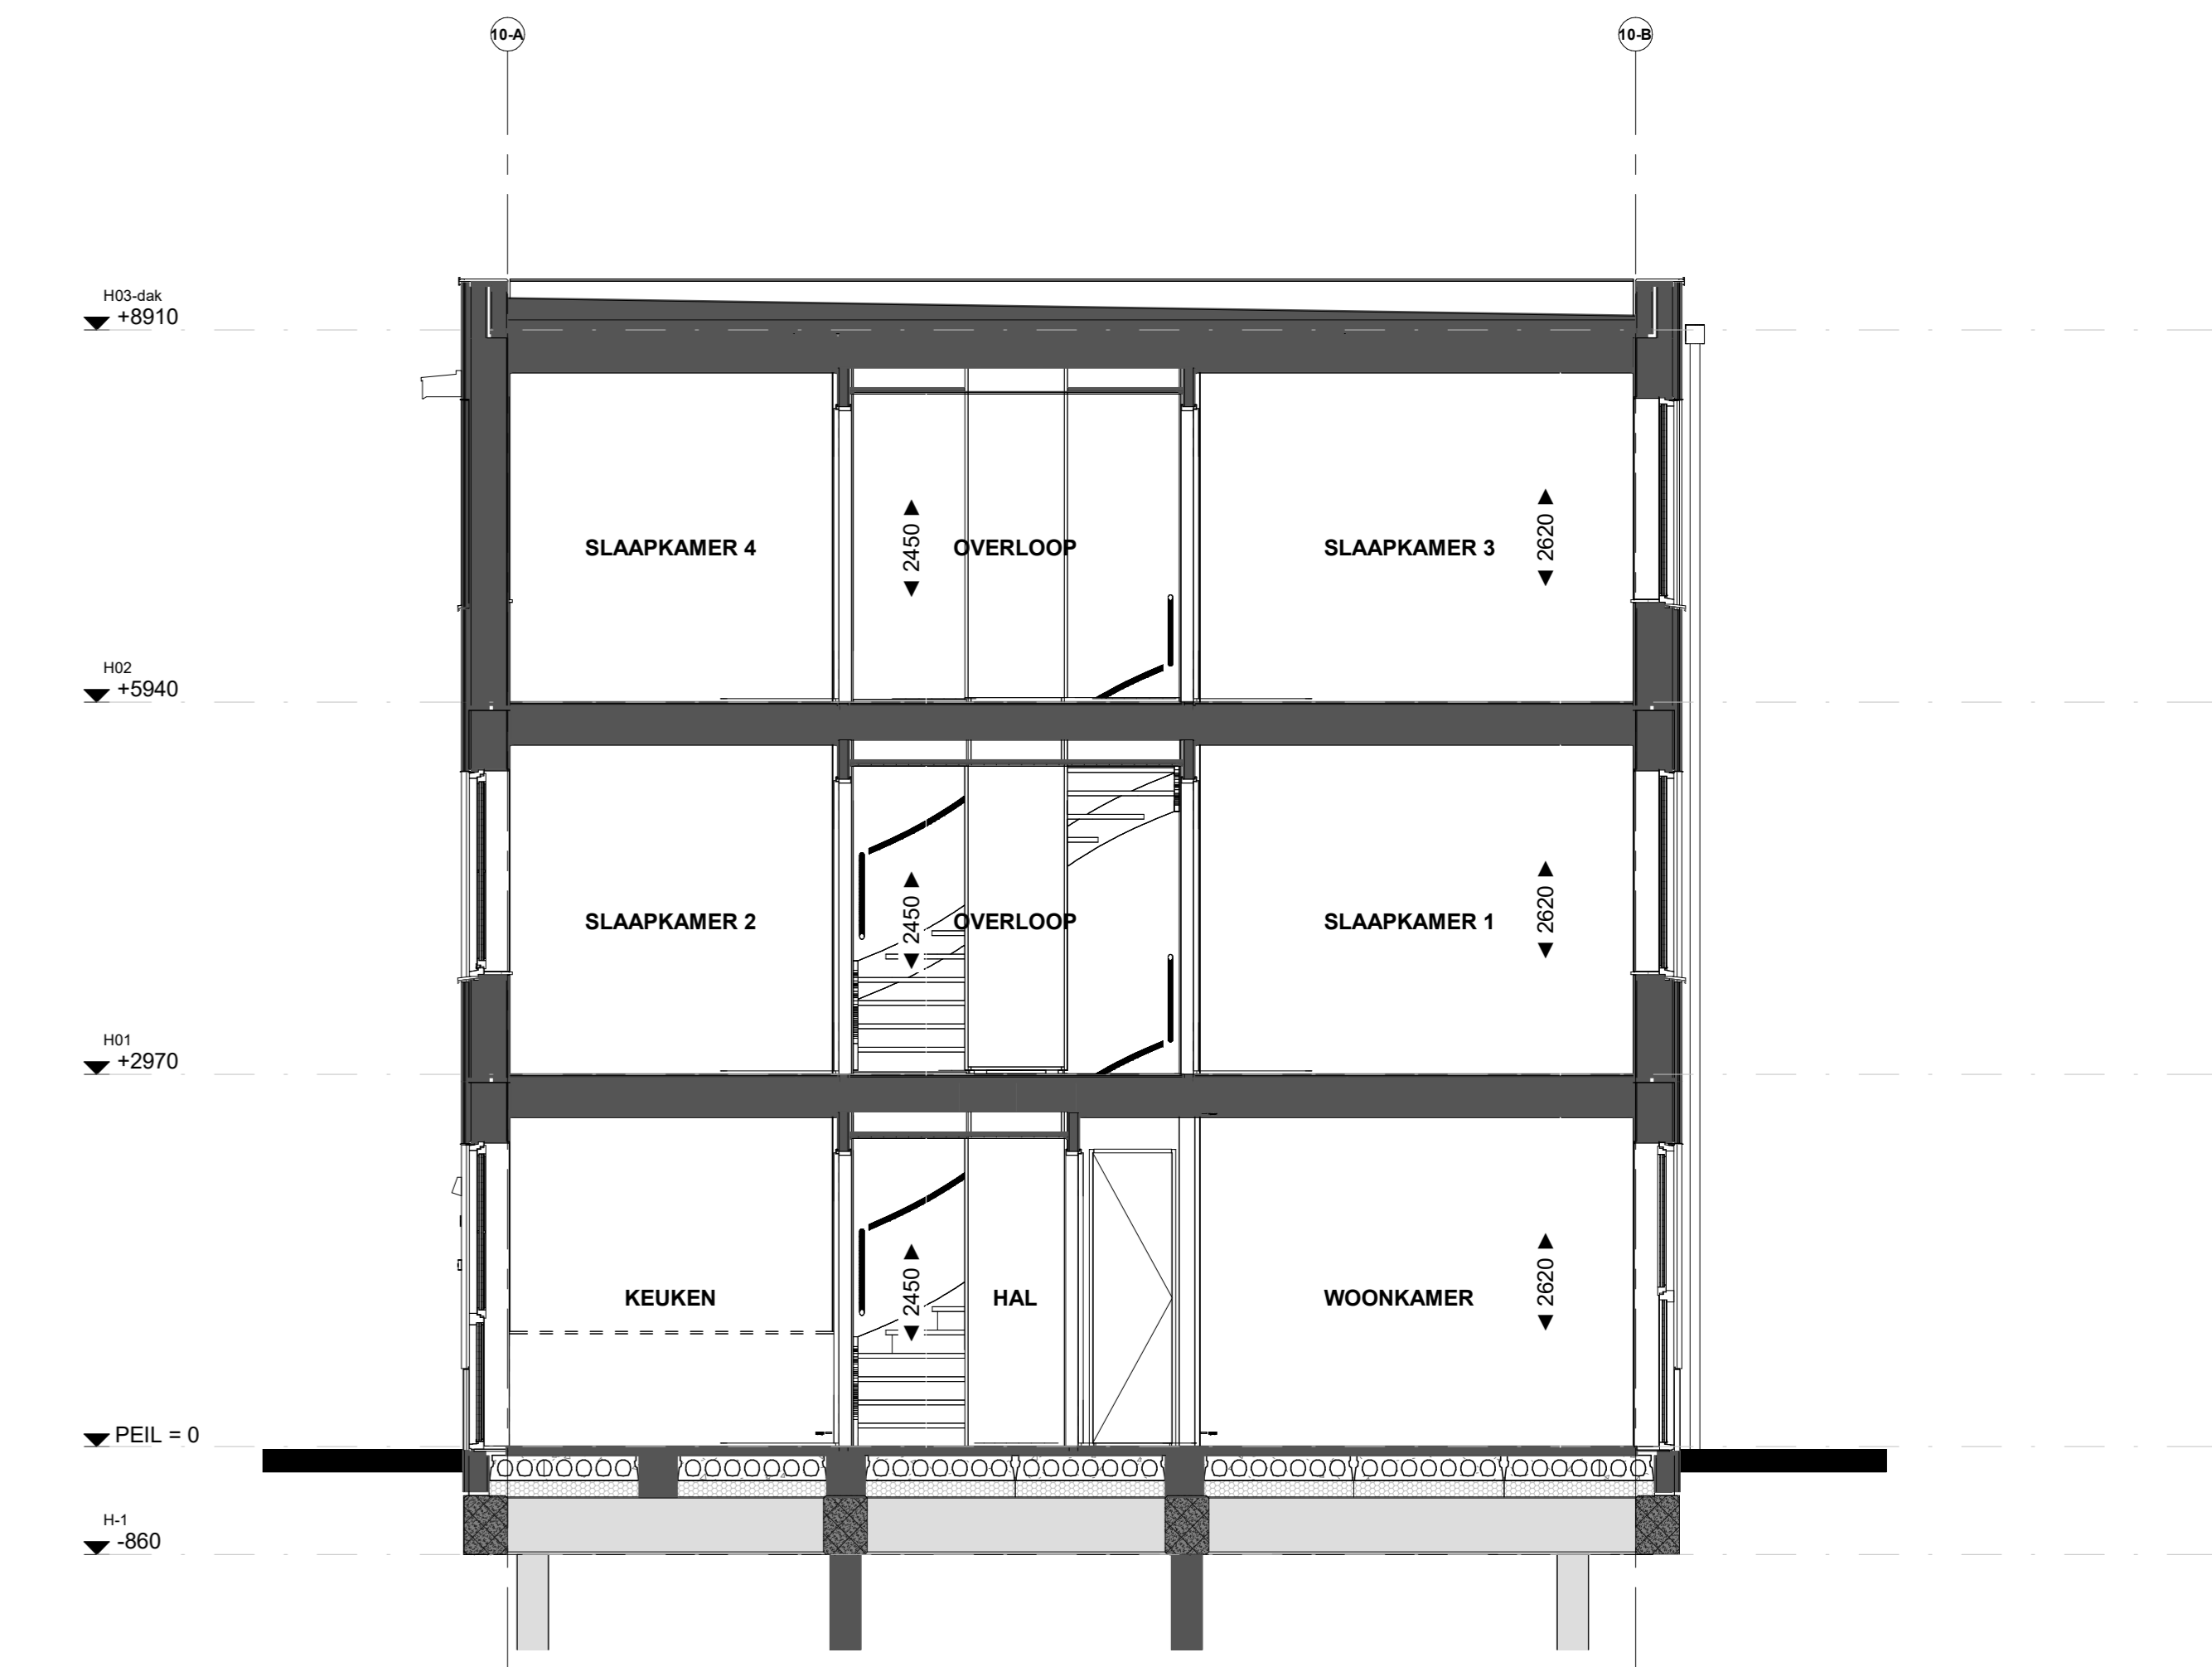 10-A
10-B
H03-dak
+8910
SLAAPKAMER 4
2450
OVERLOOP
SLAAPKAMER 3
2620
H02
+5940
SLAAPKAMER 2
2450
OVERLOOP
SLAAPKAMER 1
2620
H01
+2970
KEUKEN
2450
HAL
WOONKAMER
2620
PEIL = 0
H-1
-860